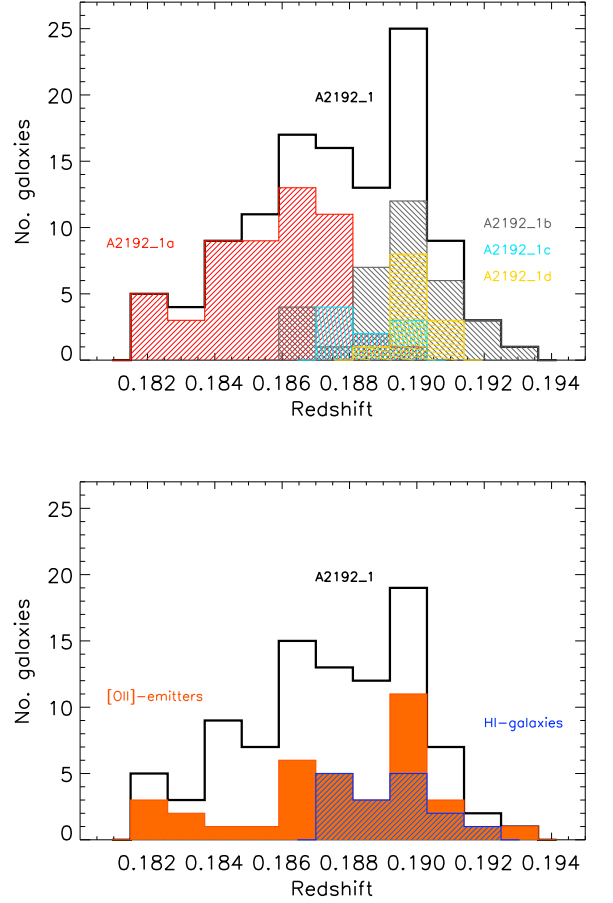 25
A2192_1
20
No. galaxies
15
10
A2192_1a
A2192_1b
A2192_1c
A2192_1d
5
0
0.182 0.184 0.186 0.188 0.190 0.192 0.194
Redshift
25
A2192_1
20
No. galaxies
15
[OII]-emitters
10
HI-galaxies
5
0
0.182 0.184 0.186 0.188 0.190 0.192 0.194
Redshift